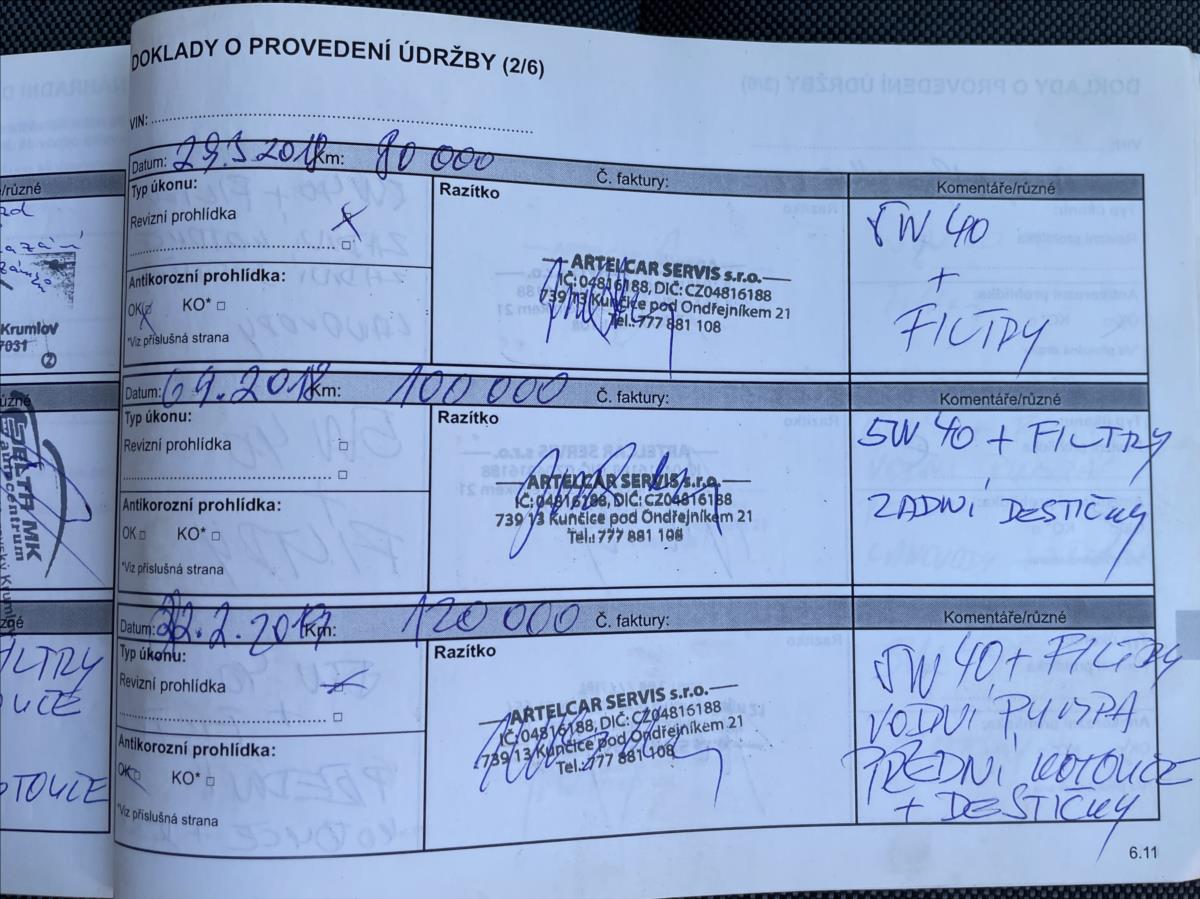 DOKLADY O PROVEDENÍ ÚDRŽBY (2/6)
VIN:
Datum: 29.3 2018 Km: 80 000 Č. faktury: Komentáře/různé
Typ úkonu:
Revizní prohlídka
Antikorozní prohlídka:
OK KO*
*Viz příslušná strana
Razítko
ARTELCAR SERVIS s.r.o.
IČ: 04816188, DIČ: CZ04816188
739 13 Kunčice pod Ondřejníkem 21
Tel.: 777 881 108
5W 40
+
FILTRY
Datum: 6 9. 2018 Km: 100 000 Č. faktury: Komentáře/různé
Typ úkonu:
Revizní prohlídka
Antikorozní prohlídka:
OK KO*
*Viz příslušná strana
Razítko
ARTELCAR SERVIS s.r.o.
IČ: 04816188, DIČ: CZ04816188
739 13 Kunčice pod Ondřejníkem 21
Tel.: 777 881 108
5W 40 + FILTRY
ZADNÍ DESTIČKY
Datum: 22.2.2019 Km: 120 000 Č. faktury: Komentáře/různé
Typ úkonu:
Revizní prohlídka
Antikorozní prohlídka:
OK KO*
*Viz příslušná strana
Razítko
ARTELCAR SERVIS s.r.o.
IČ: 04816188, DIČ: CZ04816188
739 13 Kunčice pod Ondřejníkem 21
Tel.: 777 881 108
5W 40 + FILTRY
VODNÍ PUMPA
PŘEDNÍ KOTOUČE
+ DESTIČKY
6.11
/různé
Krumlov
7031
2
SELTR MK